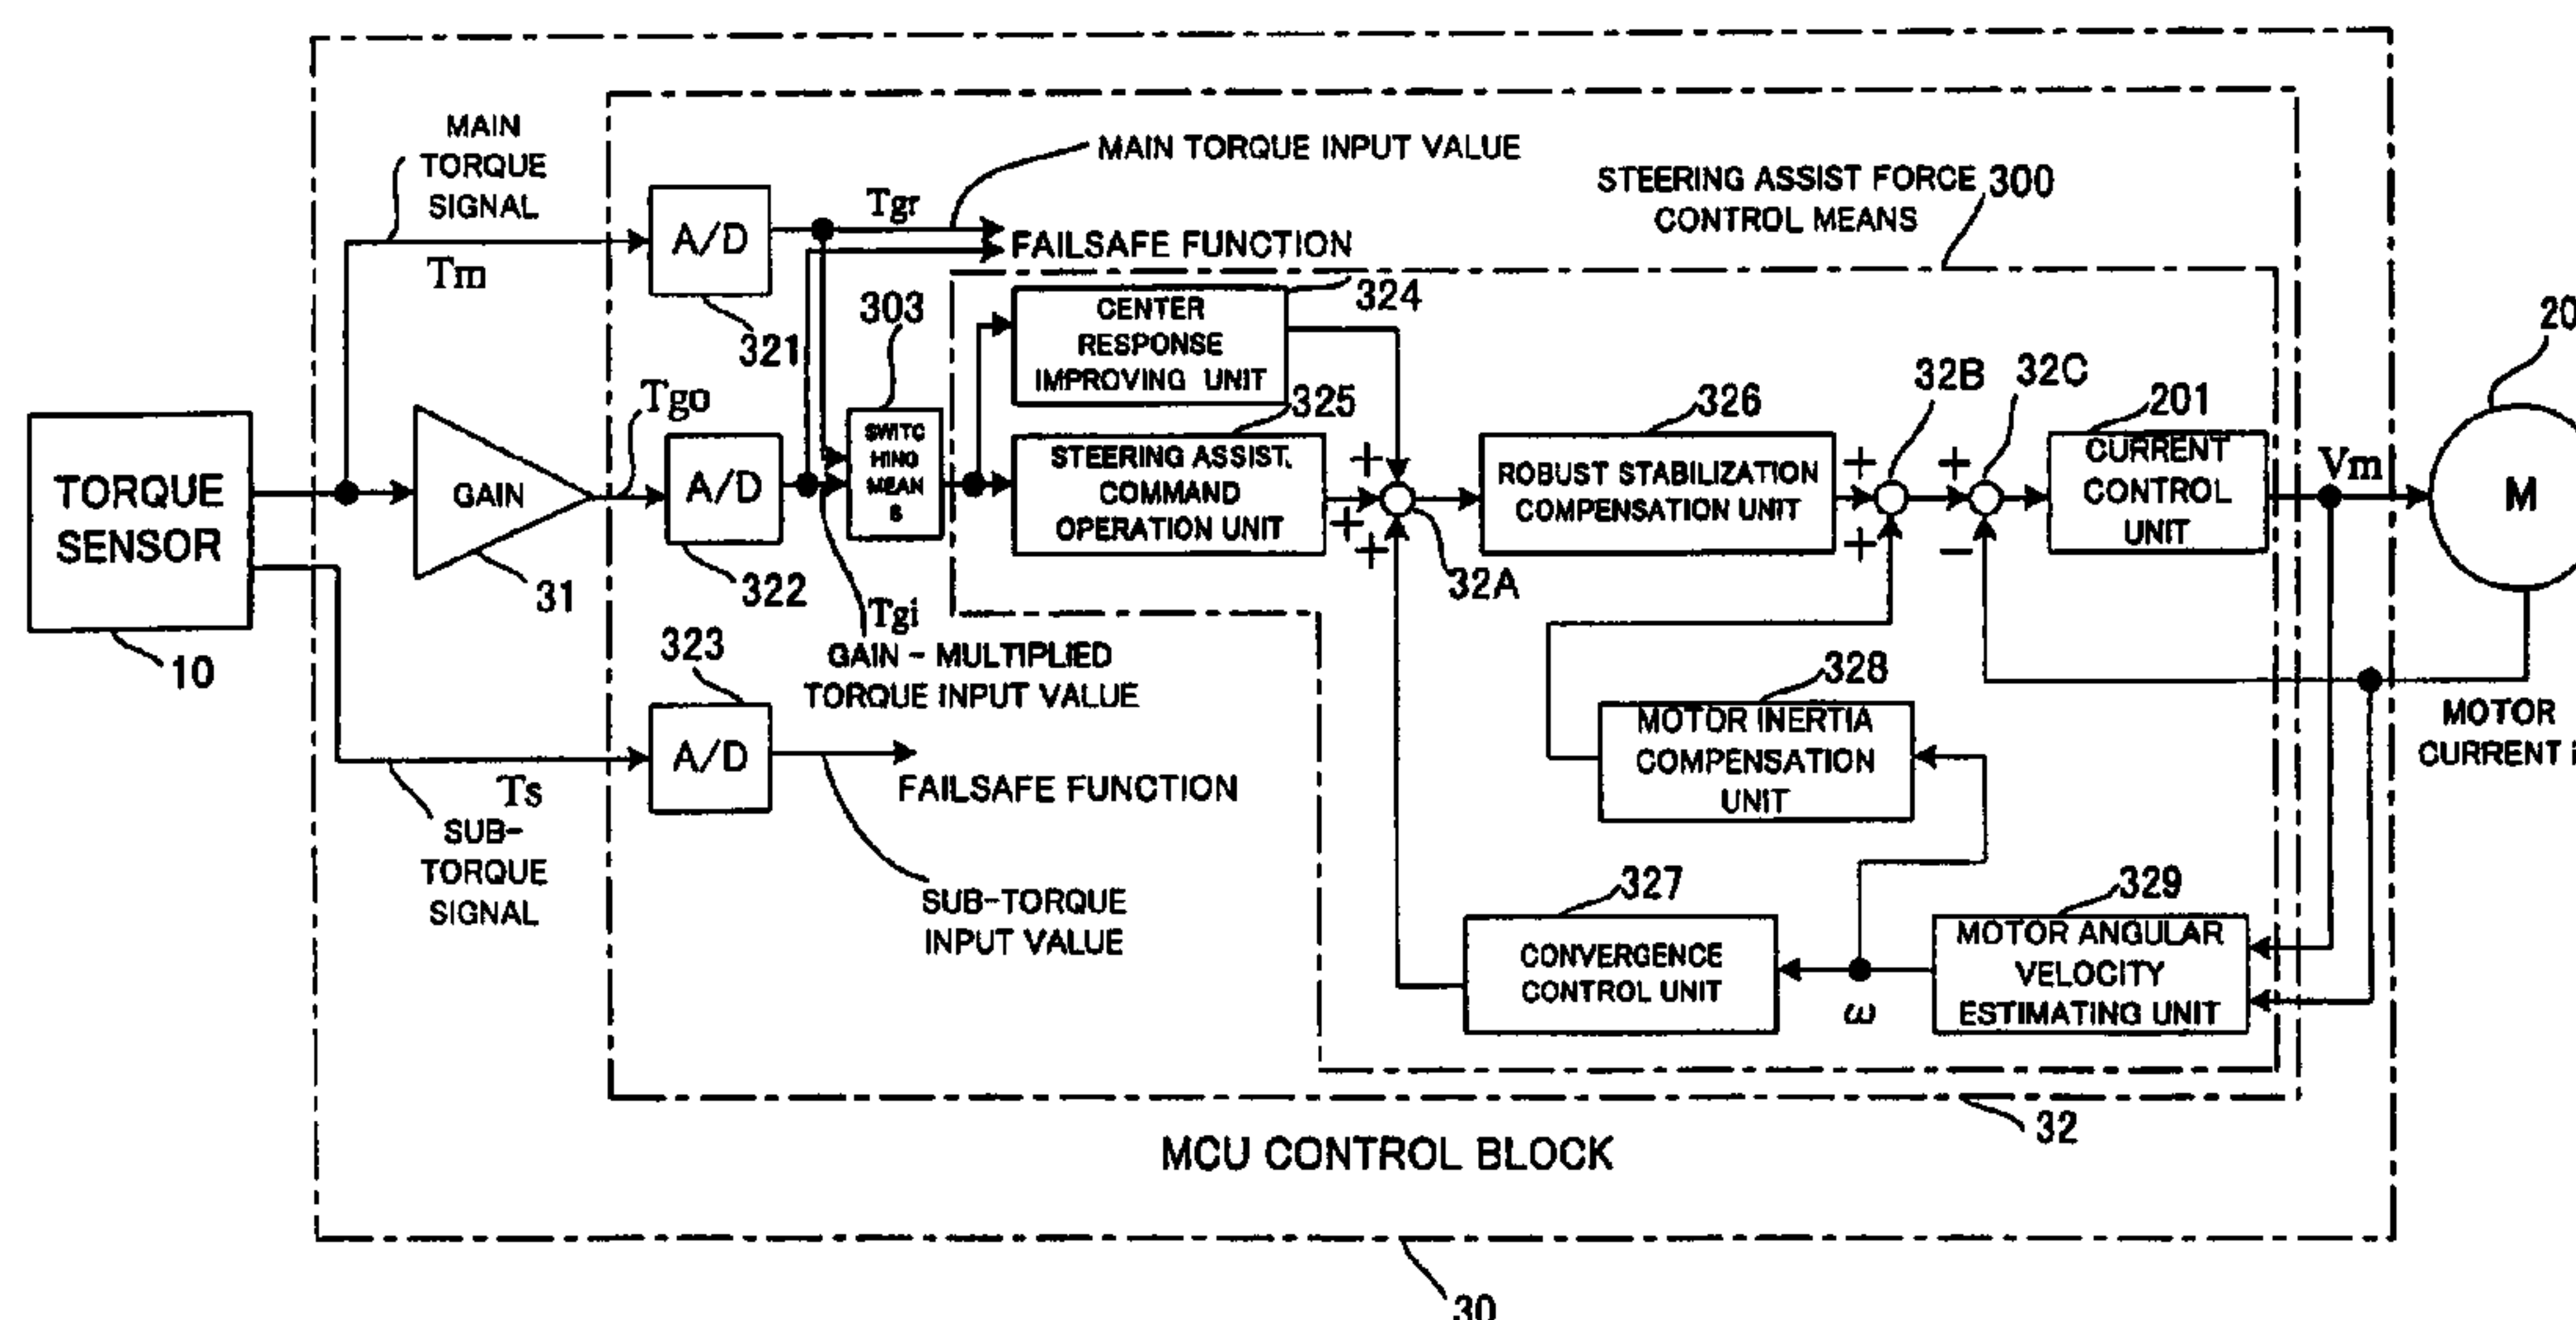 MAIN
TORQUE
SIGNAL
Tm
MAIN TORQUE INPUT VALUE
STEERING ASSIST FORCE 300
CONTROL MEANS
A/D
Tgr
FAILSAFE FUNCTION
321
303
324
CENTER
RESPONSE
IMPROVING UNIT
20
TORQUE
SENSOR
10
GAIN
31
Tgo
A/D
322
SWITC
HING
MEAN
S
325
STEERING ASSIST.
COMMAND
OPERATION UNIT
+
+
+
32A
326
ROBUST STABILIZATION
COMPENSATION UNIT
32B
+
+
32C
+
−
201
CURRENT
CONTROL
UNIT
Vm
M
Tgi
GAIN - MULTIPLIED
TORQUE INPUT VALUE
323
A/D
FAILSAFE FUNCTION
Ts
SUB-
TORQUE
SIGNAL
SUB-TORQUE
INPUT VALUE
328
MOTOR INERTIA
COMPENSATION
UNIT
MOTOR
CURRENT i
327
CONVERGENCE
CONTROL UNIT
ω
329
MOTOR ANGULAR
VELOCITY
ESTIMATING UNIT
32
MCU CONTROL BLOCK
30